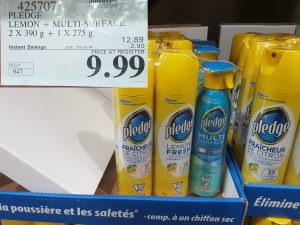 425707
PLEDGE
LEMON + MULTI-SURFACE
2 X 390 g + 1 X 275 g
12.89
Instant Savings
-2.90
PRICE AT REGISTER
9.99
.947
Pledge
FRAÎCHEUR
DE CITRON
Pledge
LEMON
FRESH
Pledge
MULTI
SURFACE
Pledge
FRAÎCHEUR
DE CITRON
la poussière et les saletés*
*comp. à un chiffon sec
Élimine